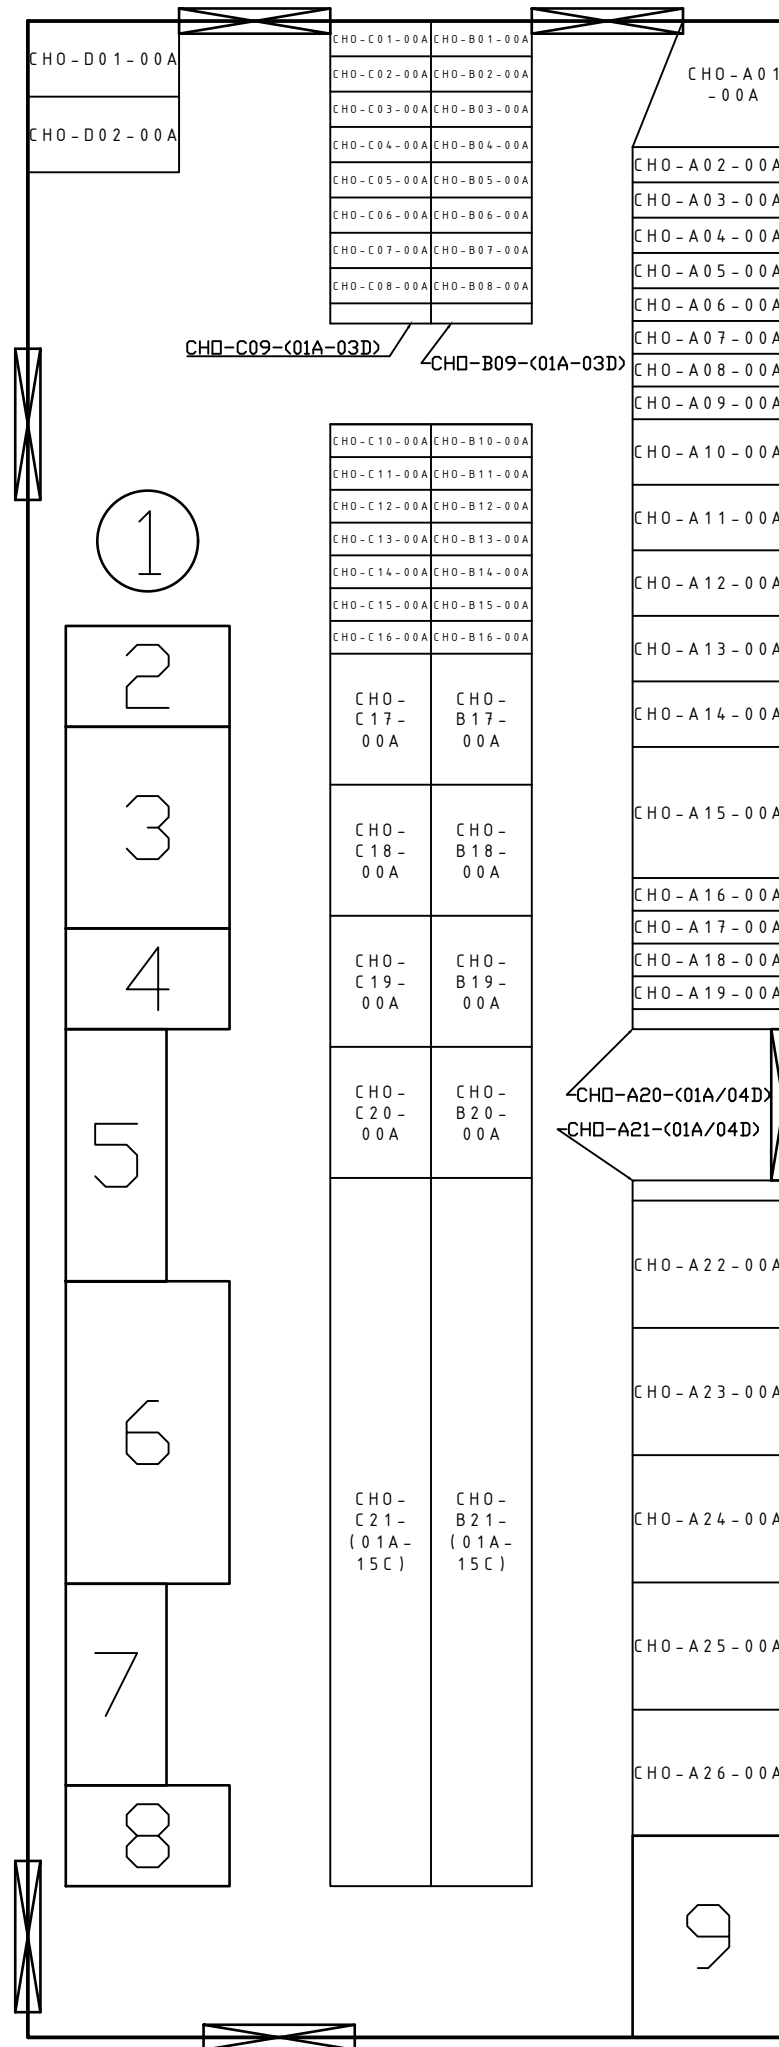 CHO-D01-00A
CHO-D02-00A
CHO-C01-00A
CHO-C02-00A
CHO-C03-00A
CHO-C04-00A
CHO-C05-00A
CHO-C06-00A
CHO-C07-00A
CHO-C08-00A
CHO-B01-00A
CHO-B02-00A
CHO-B03-00A
CHO-B04-00A
CHO-B05-00A
CHO-B06-00A
CHO-B07-00A
CHO-B08-00A
CHO-C09-(01A-03D)
CHO-B09-(01A-03D)
CHO-C10-00A
CHO-C11-00A
CHO-C12-00A
CHO-C13-00A
CHO-C14-00A
CHO-C15-00A
CHO-C16-00A
CHO-
C17-
00A
CHO-
C18-
00A
CHO-
C19-
00A
CHO-
C20-
00A
CHO-
C21-
(01A-
15C)
CHO-B10-00A
CHO-B11-00A
CHO-B12-00A
CHO-B13-00A
CHO-B14-00A
CHO-B15-00A
CHO-B16-00A
CHO-
B17-
00A
CHO-
B18-
00A
CHO-
B19-
00A
CHO-
B20-
00A
CHO-
B21-
(01A-
15C)
CHO-A01
-00A
CHO-A02-00A
CHO-A03-00A
CHO-A04-00A
CHO-A05-00A
CHO-A06-00A
CHO-A07-00A
CHO-A08-00A
CHO-A09-00A
CHO-A10-00A
CHO-A11-00A
CHO-A12-00A
CHO-A13-00A
CHO-A14-00A
CHO-A15-00A
CHO-A16-00A
CHO-A17-00A
CHO-A18-00A
CHO-A19-00A
CHO-A20-(01A/04D)
CHO-A21-(01A/04D)
CHO-A22-00A
CHO-A23-00A
CHO-A24-00A
CHO-A25-00A
CHO-A26-00A
1
2
3
4
5
6
7
8
9